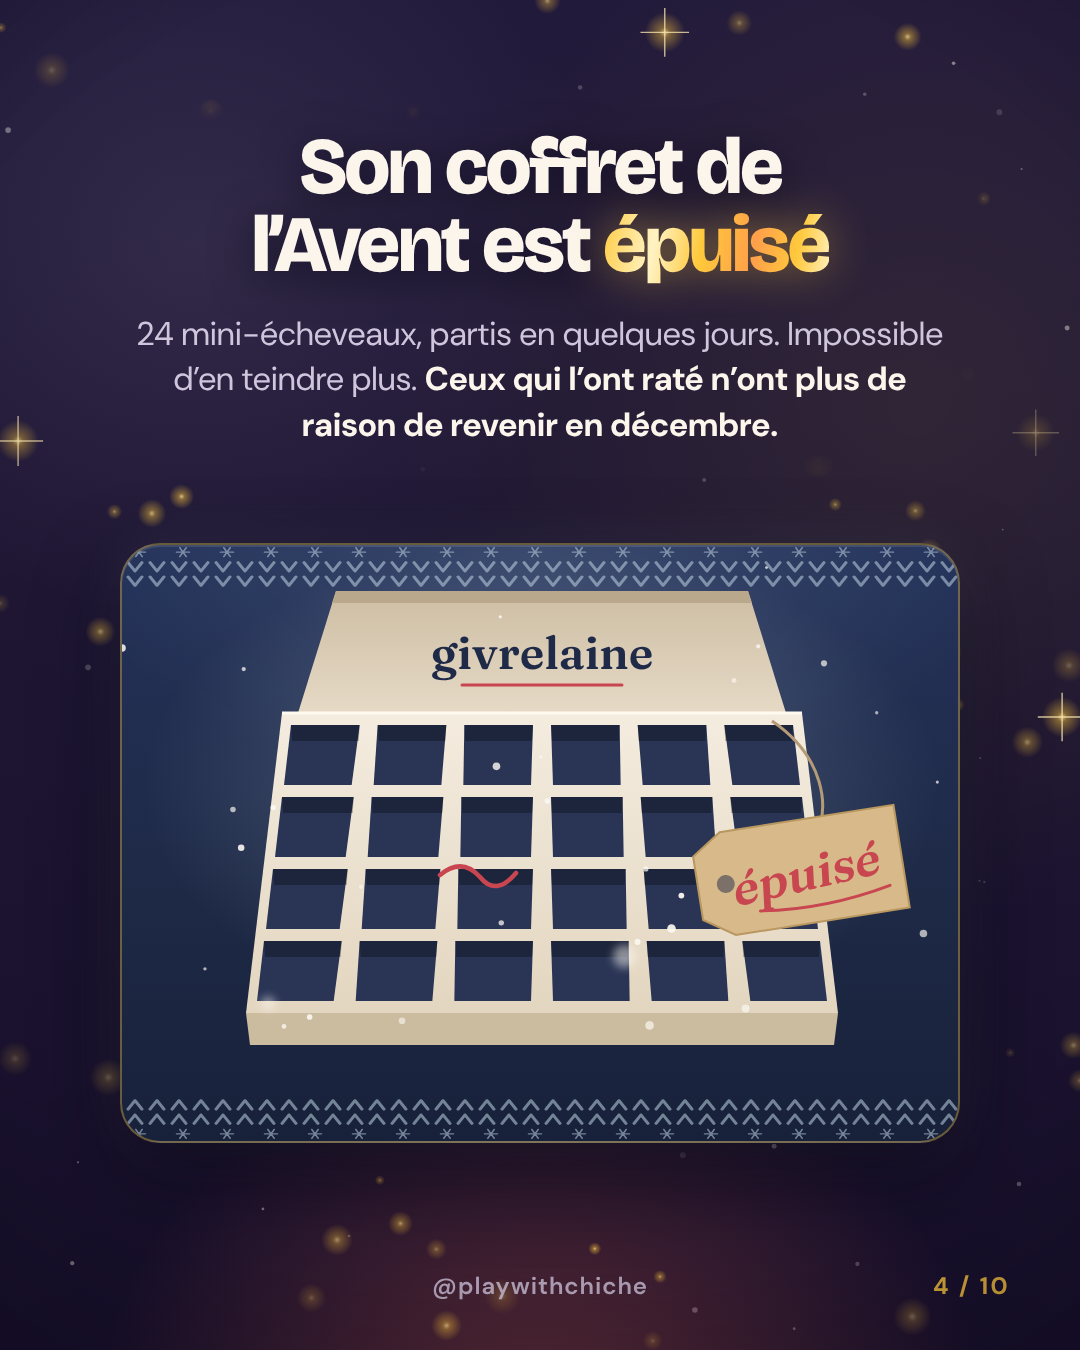 Son coffret de
l’Avent est épuisé
24 mini-écheveaux, partis en quelques jours. Impossible
d’en teindre plus. Ceux qui l’ont raté n’ont plus de
raison de revenir en décembre.
givrelaine
épuisé
@playwithchiche
4 / 10